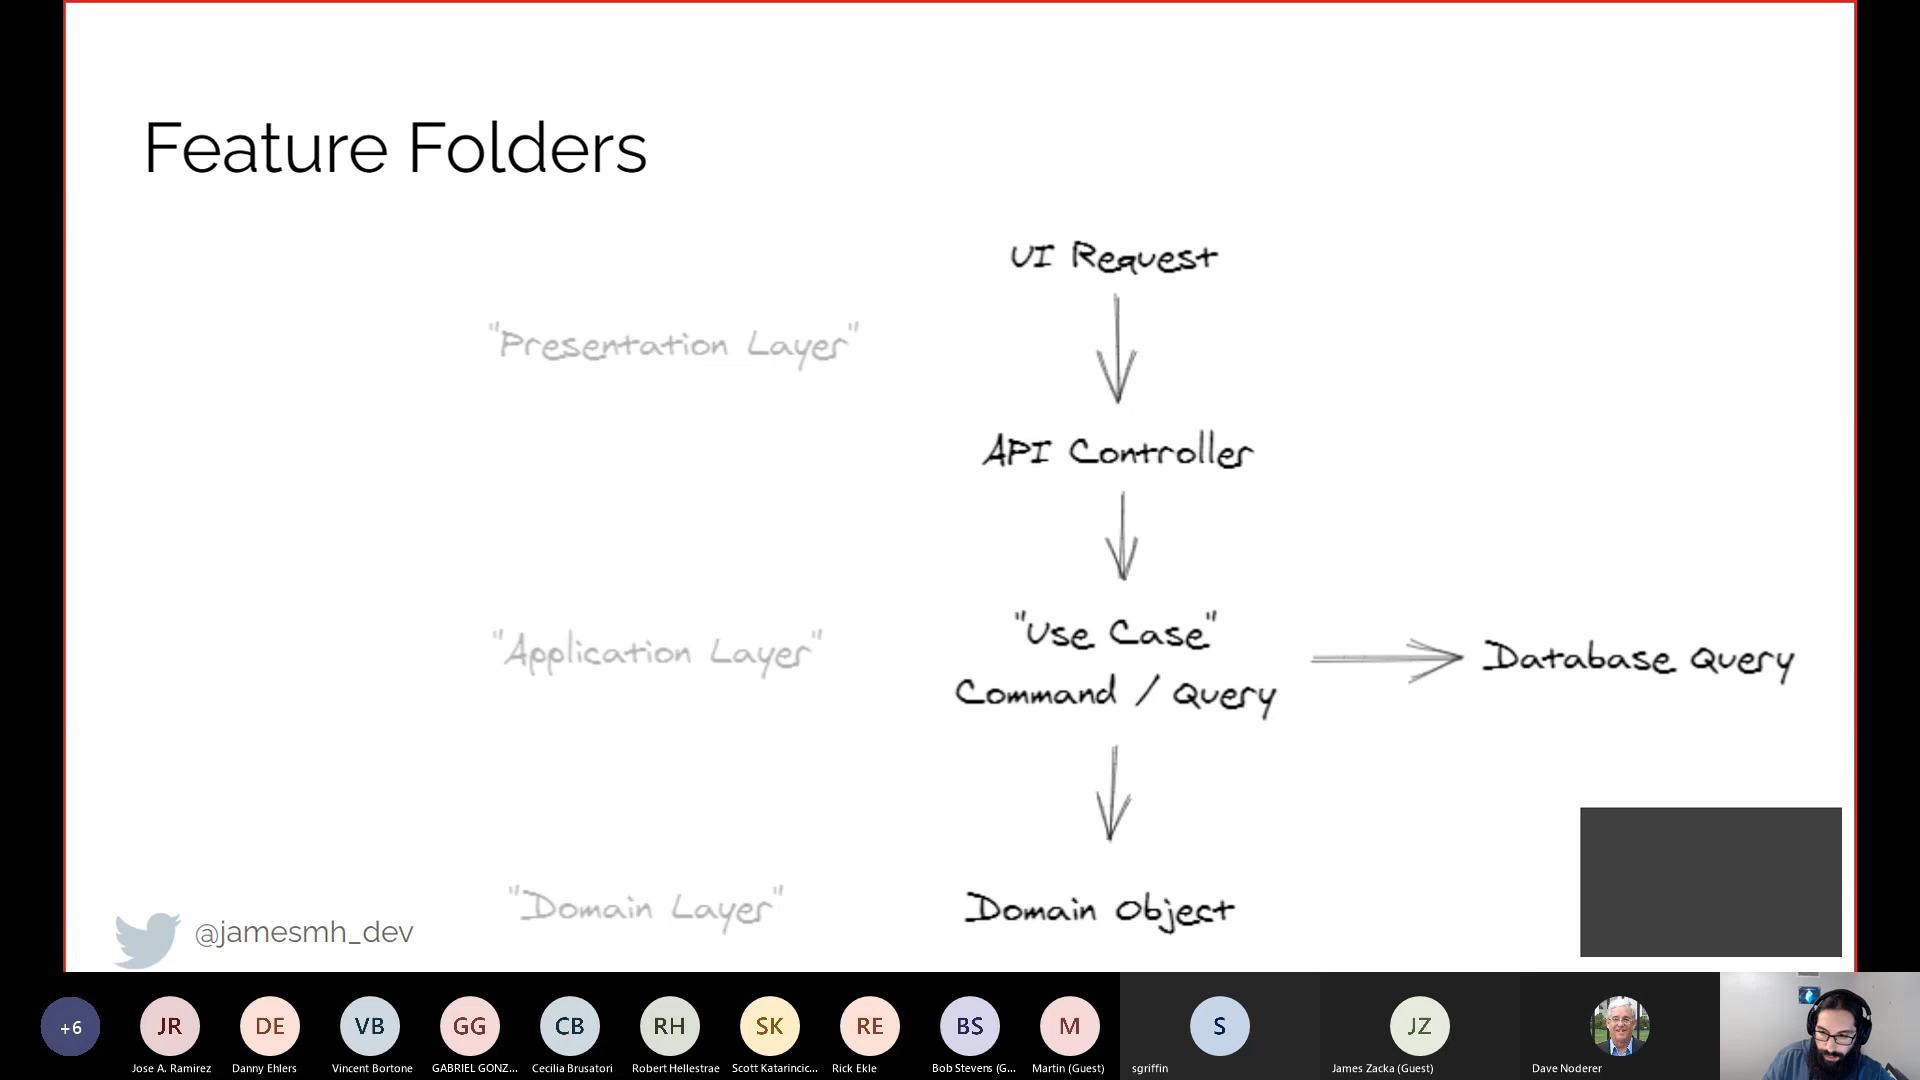 Feature Folders
UI Request
"Presentation Layer"
API Controller
"Use Case"
"Application Layer"
Database Query
Command / Query
"Domain Layer"
Domain Object
@jamesmh_dev
+6
JR
DE
VB
GG
CB
RH
SK
RE
BS
M
S
JZ
Jose A. Ramirez
Danny Ehlers
Vincent Bortone
GABRIEL GONZ...
Cecilia Brusatori
Robert Hellestrae
Scott Katarincic...
Rick Ekle
Bob Stevens (G...
Martin (Guest)
sgriffin
James Zacka (Guest)
Dave Noderer